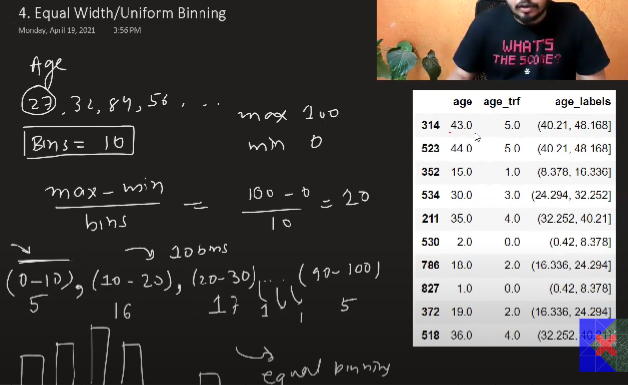 4. Equal Width/Uniform Binning
Monday, April 19, 2021 3:56 PM
Age
27, 32, 84, 56, ...
max 100
Bins = 10
min 0
max - min / bins = 100 - 0 / 10 = 20
→ 10 bins
(0-10), (10-20), (20-30), ... (90-100)
5 16 17 1 1 5
equal binning
WHAT'S
THE SCORE?
age age_trf age_labels
314 43.0 5.0 (40.21, 48.168]
523 44.0 5.0 (40.21, 48.168]
352 15.0 1.0 (8.378, 16.336]
534 30.0 3.0 (24.294, 32.252]
211 35.0 4.0 (32.252, 40.21]
530 2.0 0.0 (0.42, 8.378]
786 18.0 2.0 (16.336, 24.294]
827 1.0 0.0 (0.42, 8.378]
372 19.0 2.0 (16.336, 24.294]
518 36.0 4.0 (32.252, 40.21]